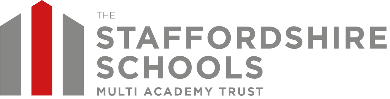 THE
STAFFORDSHIRE
SCHOOLS
MULTI ACADEMY TRUST